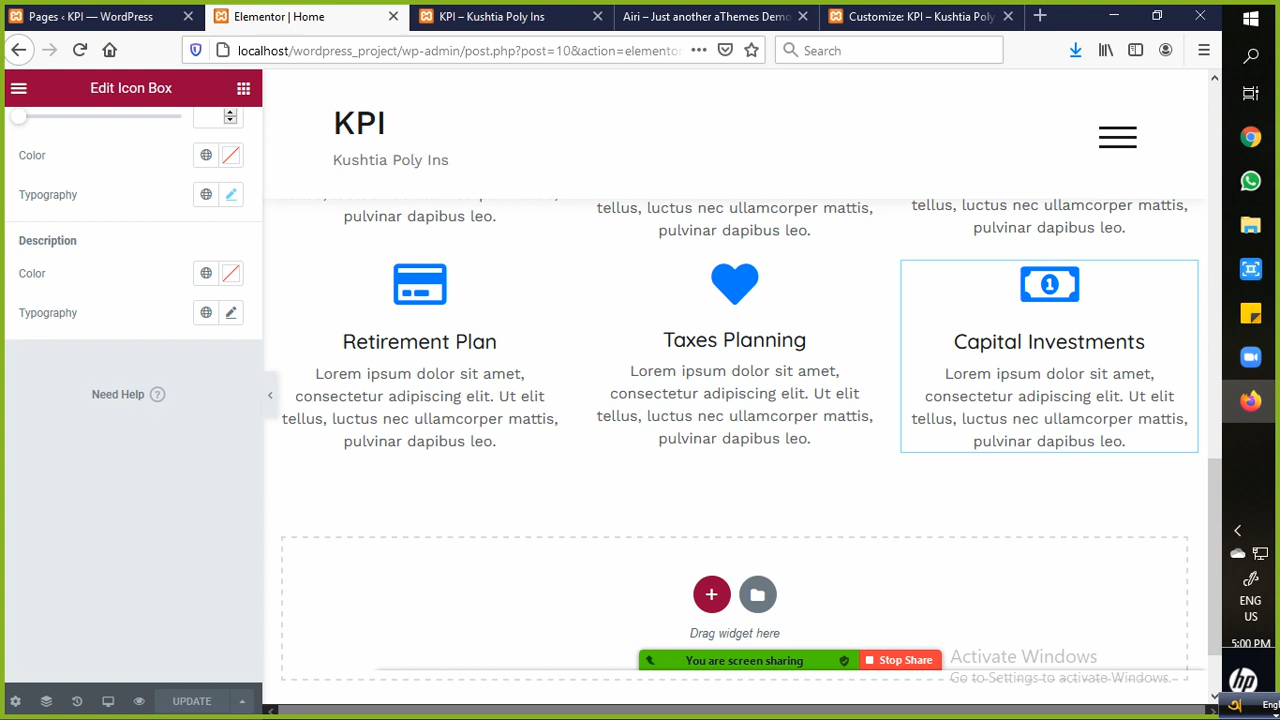 Pages ‹ KPI — WordPress
Elementor | Home
KPI – Kushtia Poly Ins
Airi – Just another aThemes Demo
Customize: KPI – Kushtia Poly
localhost/wordpress_project/wp-admin/post.php?post=10&action=elementor
Search
Edit Icon Box
Color
Typography
Description
Color
Typography
Need Help
UPDATE
KPI
Kushtia Poly Ins
pulvinar dapibus leo.
tellus, luctus nec ullamcorper mattis,
pulvinar dapibus leo.
tellus, luctus nec ullamcorper mattis,
pulvinar dapibus leo.
Retirement Plan
Lorem ipsum dolor sit amet,
consectetur adipiscing elit. Ut elit
tellus, luctus nec ullamcorper mattis,
pulvinar dapibus leo.
Taxes Planning
Lorem ipsum dolor sit amet,
consectetur adipiscing elit. Ut elit
tellus, luctus nec ullamcorper mattis,
pulvinar dapibus leo.
1
Capital Investments
Lorem ipsum dolor sit amet,
consectetur adipiscing elit. Ut elit
tellus, luctus nec ullamcorper mattis,
pulvinar dapibus leo.
Drag widget here
You are screen sharing
Stop Share
Activate Windows
Go to Settings to activate Windows.
ENG
US
5:00 PM
hp
অ Eng